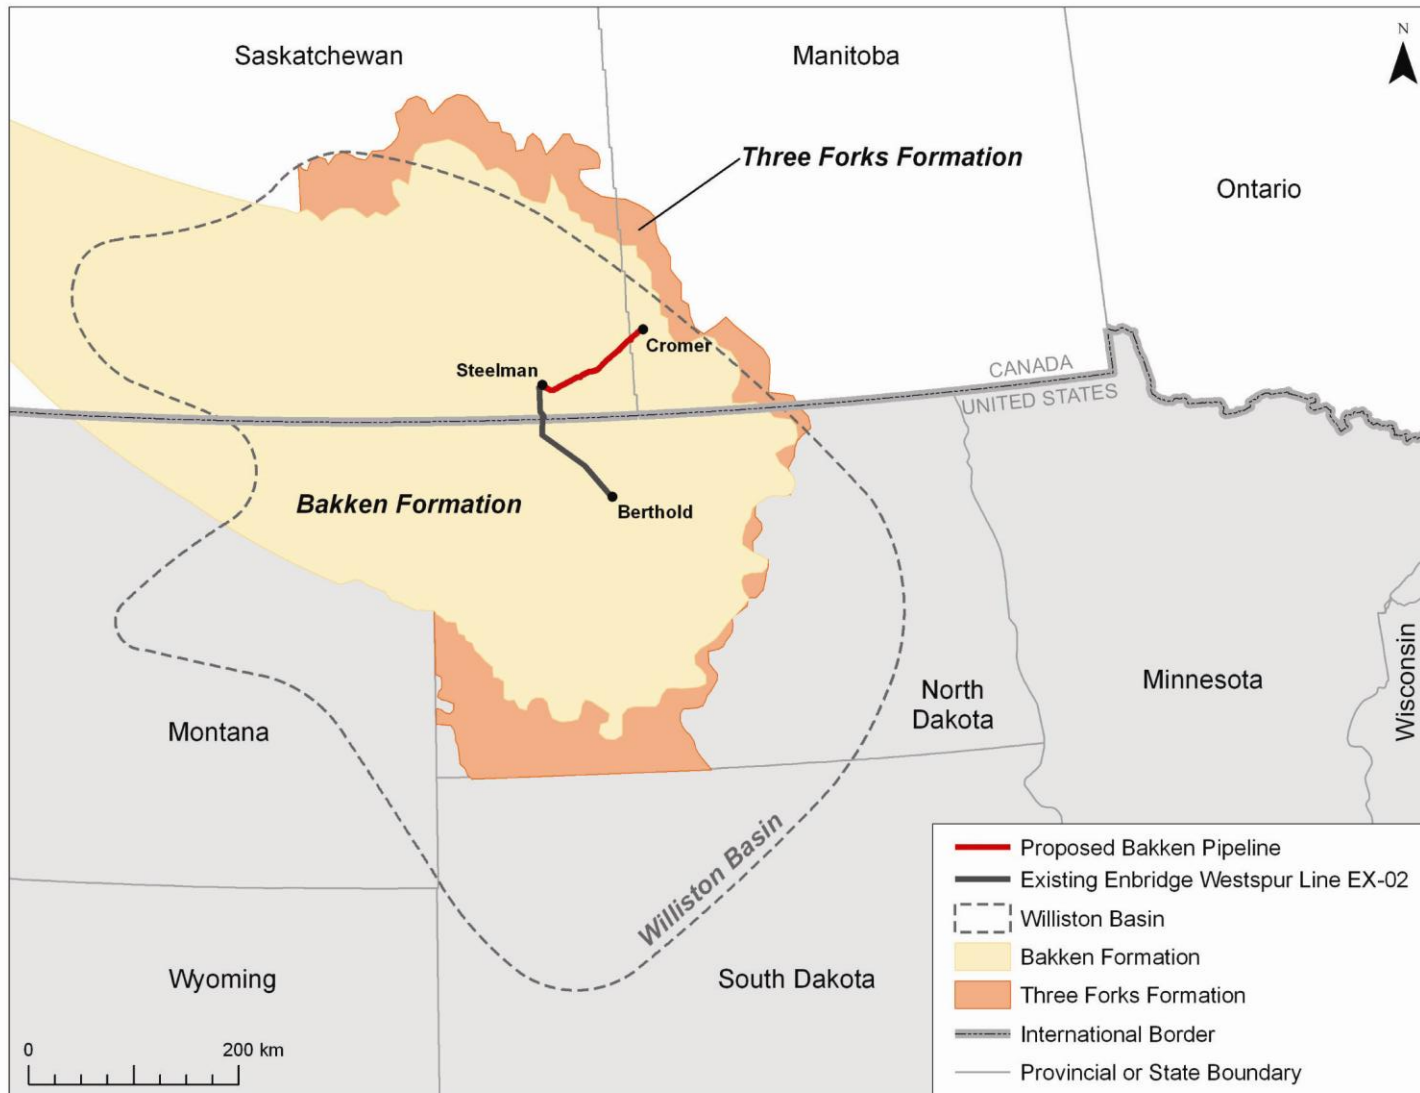 N
Saskatchewan
Manitoba
Three Forks Formation
Ontario
Cromer
Steelman
CANADA
UNITED STATES
Bakken Formation
Berthold
Montana
North
Dakota
Minnesota
Wisconsin
Williston Basin
Wyoming
South Dakota
0 200 km
Proposed Bakken Pipeline
Existing Enbridge Westspur Line EX-02
Williston Basin
Bakken Formation
Three Forks Formation
International Border
Provincial or State Boundary